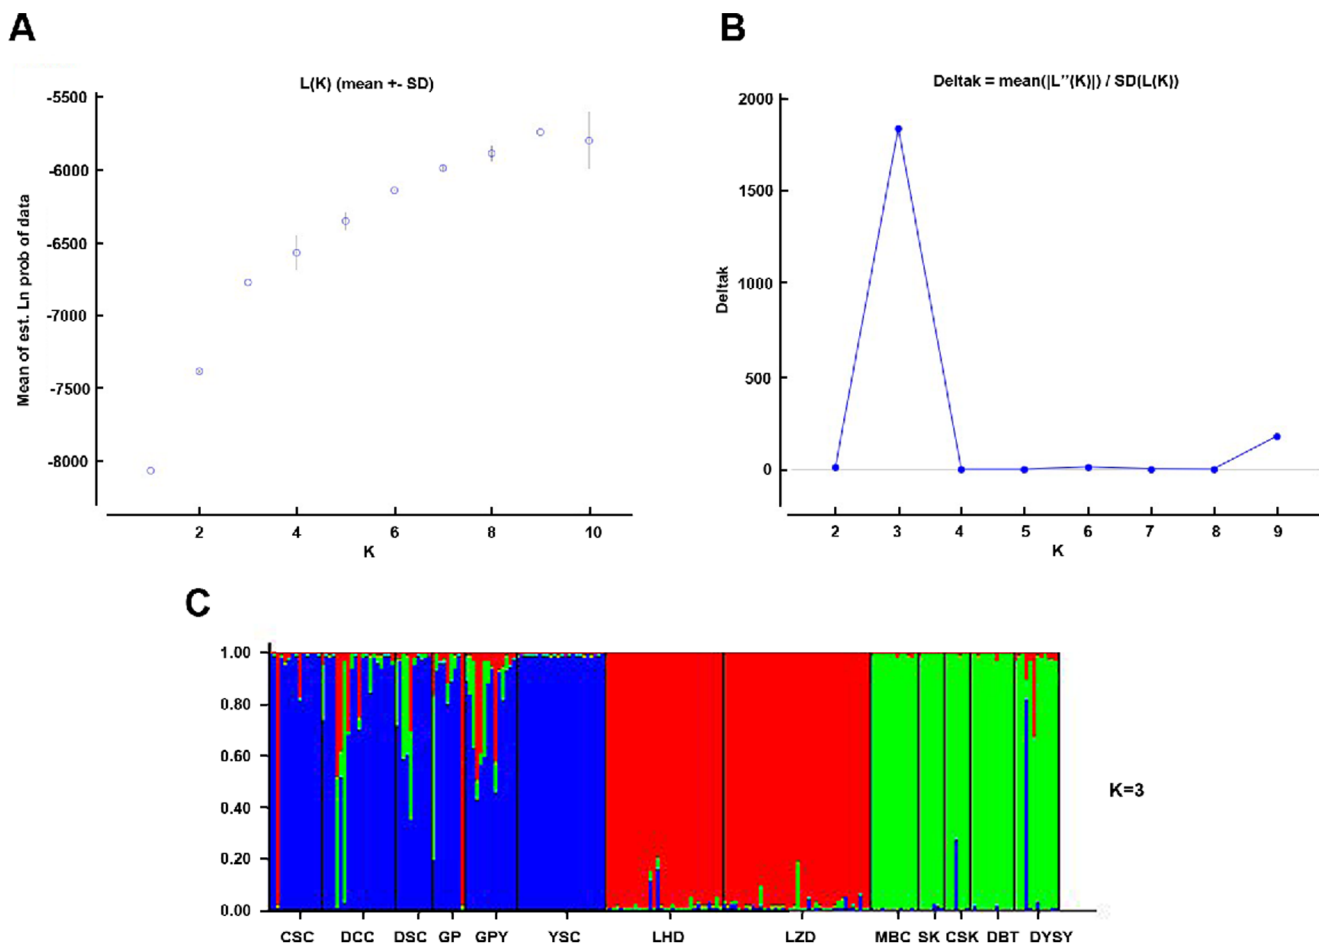 A
B
L(K) (mean +- SD)
Deltak = mean(|L''(K)|) / SD(L(K))
Mean of est. Ln prob of data
-5500
-6000
-6500
-7000
-7500
-8000
2 4 6 8 10
K
Deltak
2000
1500
1000
500
0
2 3 4 5 6 7 8 9
K
C
1.00
0.80
0.60
0.40
0.20
0.00
K=3
CSC DCC DSC GP GPY YSC LHD LZD MBC SK CSK DBT DYSY